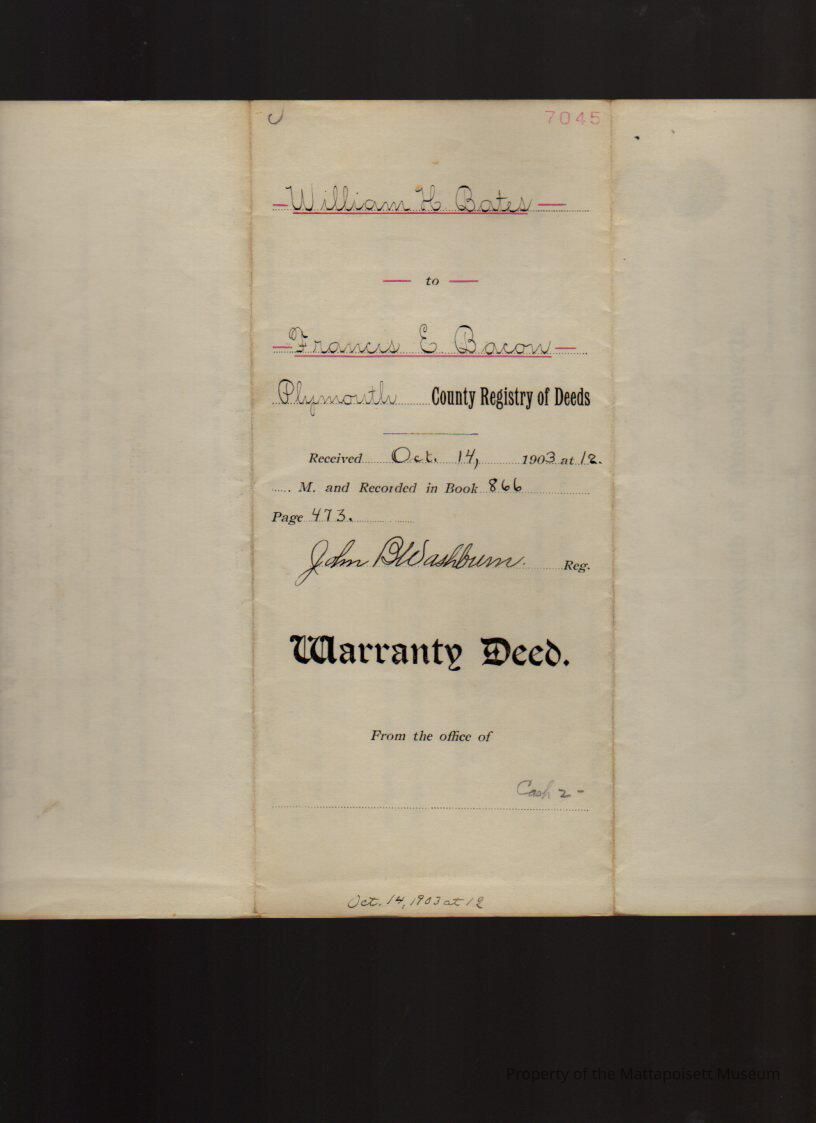 7045
William H. Bates
to
Francis E. Bacon
Plymouth County Registry of Deeds
Received Oct. 14, 1903 at 12.
M. and Recorded in Book 866
Page 473.
John B Washburn. Reg.
Warranty Deed.
From the office of
Cash 2-
Oct. 14, 1903 at 12
Property of the Mattapoisett Museum